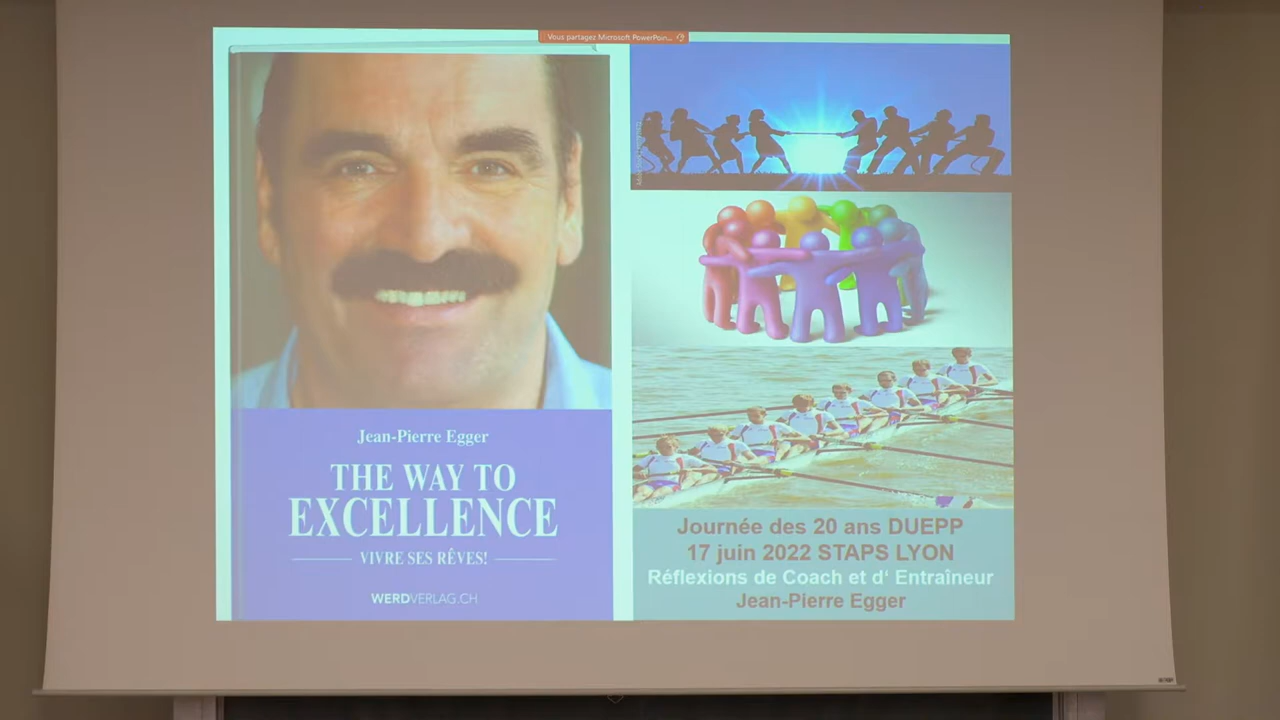 Vous partagez Microsoft PowerPoin...
Jean-Pierre Egger
THE WAY TO
EXCELLENCE
VIVRE SES RÊVES!
WERDVERLAG.CH
Journée des 20 ans DUEPP
17 juin 2022 STAPS LYON
Réflexions de Coach et d‘ Entraîneur
Jean-Pierre Egger